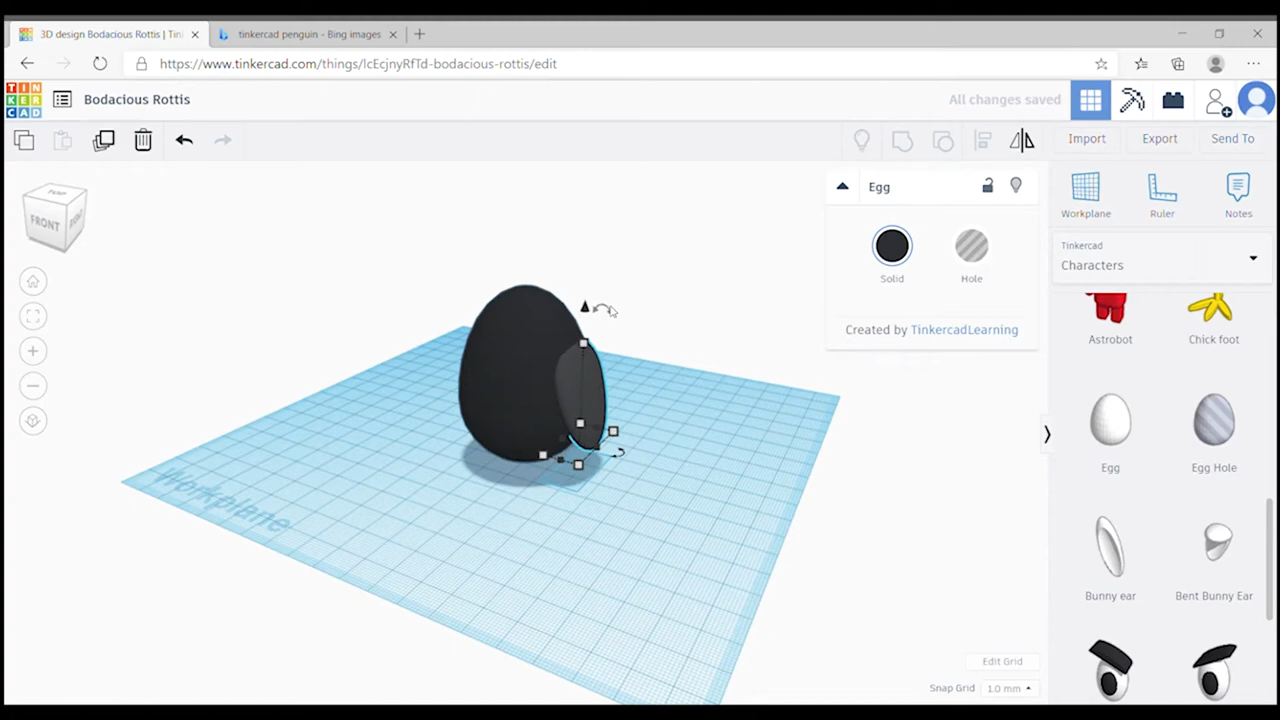 3D design Bodacious Rottis | Tin
tinkercad penguin - Bing images
https://www.tinkercad.com/things/lcEcjnyRfTd-bodacious-rottis/edit
TIN
KER
CAD
Bodacious Rottis
All changes saved
Import
Export
Send To
TOP
FRONT
RIGHT
Egg
Solid
Hole
Created by TinkercadLearning
Workplane
Ruler
Notes
Tinkercad
Characters
Astrobot
Chick foot
Egg
Egg Hole
Bunny ear
Bent Bunny Ear
Workplane
Edit Grid
Snap Grid 1.0 mm